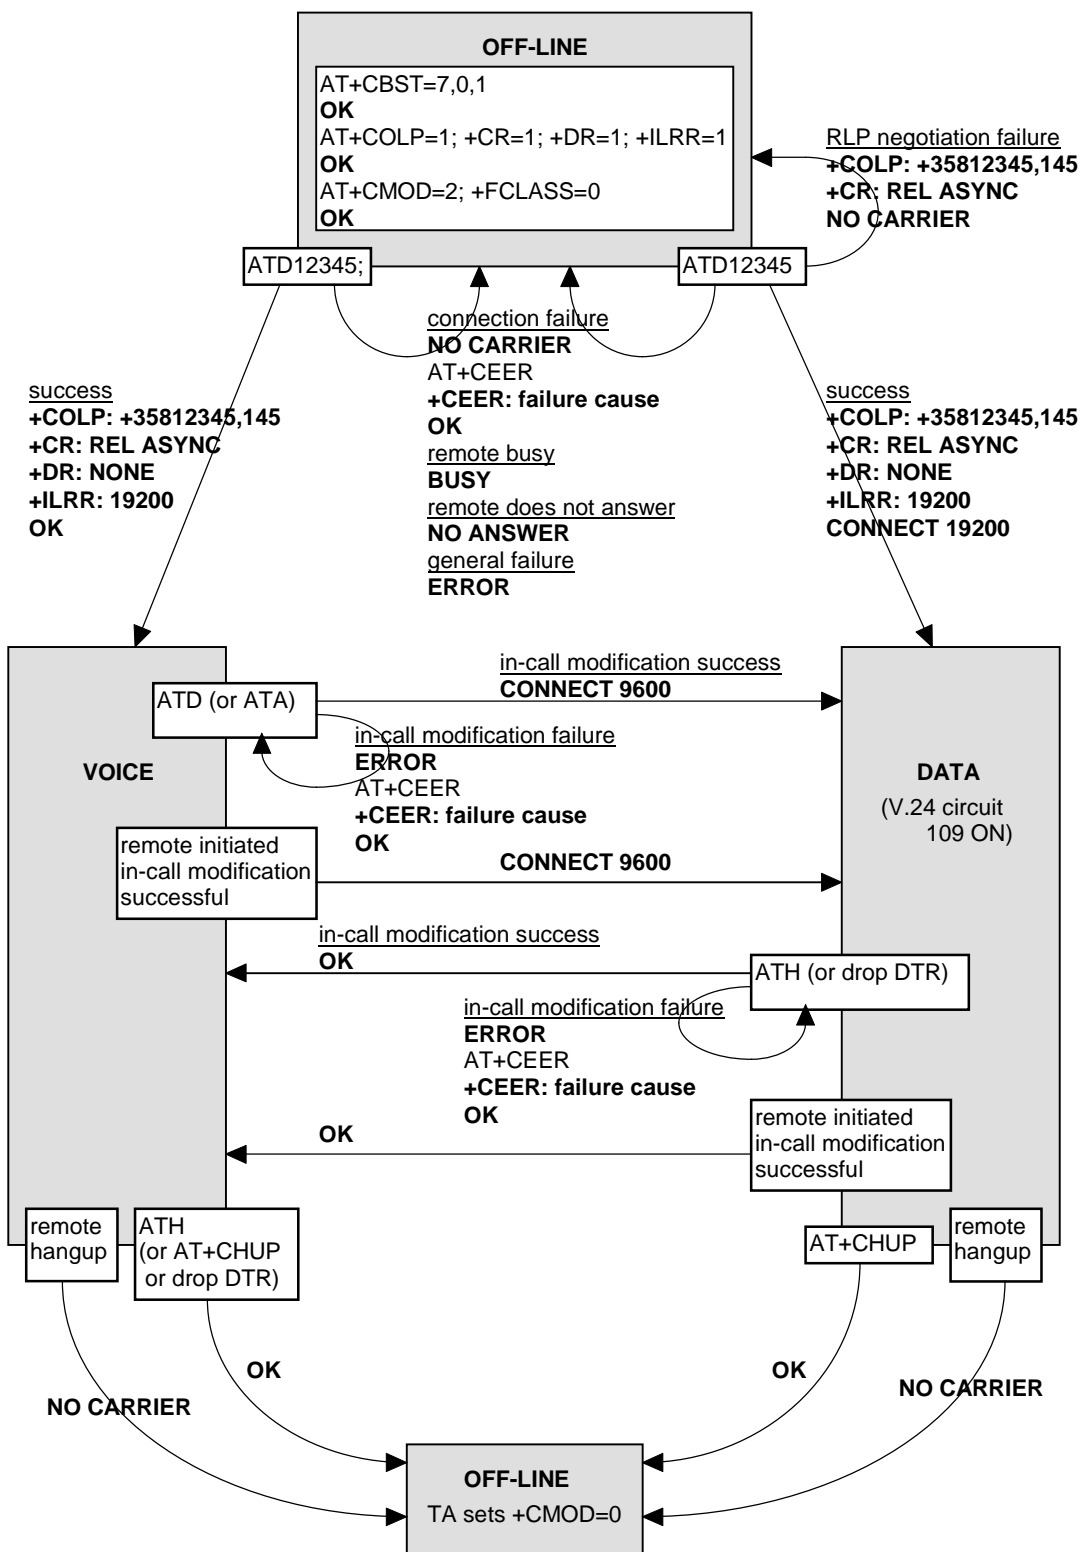 OFF-LINE
AT+CBST=7,0,1
OK
AT+COLP=1; +CR=1; +DR=1; +ILRR=1
OK
AT+CMOD=2; +FCLASS=0
OK
RLP negotiation failure
+COLP: +35812345,145
+CR: REL ASYNC
NO CARRIER
ATD12345;
ATD12345
connection failure
NO CARRIER
AT+CEER
+CEER: failure cause
OK
remote busy
BUSY
remote does not answer
NO ANSWER
general failure
ERROR
success
+COLP: +35812345,145
+CR: REL ASYNC
+DR: NONE
+ILRR: 19200
OK
success
+COLP: +35812345,145
+CR: REL ASYNC
+DR: NONE
+ILRR: 19200
CONNECT 19200
VOICE
ATD (or ATA)
in-call modification success
CONNECT 9600
in-call modification failure
ERROR
AT+CEER
+CEER: failure cause
OK
DATA
(V.24 circuit
109 ON)
remote initiated
in-call modification
successful
CONNECT 9600
in-call modification success
OK
ATH (or drop DTR)
in-call modification failure
ERROR
AT+CEER
+CEER: failure cause
OK
remote initiated
in-call modification
successful
OK
remote
hangup
ATH
(or AT+CHUP
or drop DTR)
AT+CHUP
remote
hangup
OK
NO CARRIER
OK
NO CARRIER
OFF-LINE
TA sets +CMOD=0